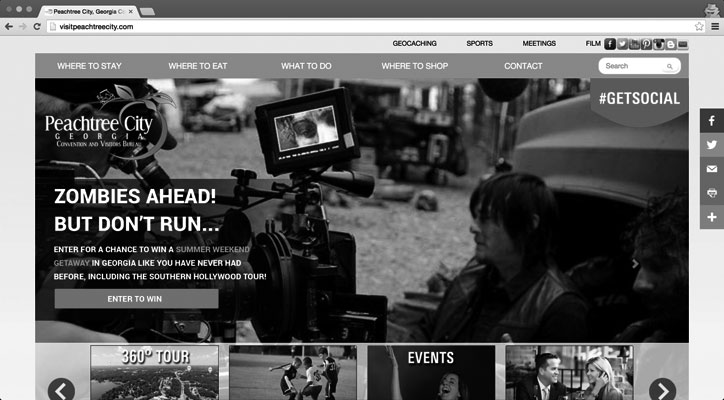 Peachtree City, Georgia C
visitpeachtreecity.com
GEOCACHING
SPORTS
MEETINGS
FILM
WHERE TO STAY
WHERE TO EAT
WHAT TO DO
WHERE TO SHOP
CONTACT
Search
#GETSOCIAL
Peachtree City
GEORGIA
CONVENTION AND VISITORS BUREAU
ZOMBIES AHEAD!
BUT DON'T RUN...
ENTER FOR A CHANCE TO WIN A SUMMER WEEKEND
GETAWAY IN GEORGIA LIKE YOU HAVE NEVER HAD
BEFORE, INCLUDING THE SOUTHERN HOLLYWOOD TOUR!
ENTER TO WIN
360° TOUR
EVENTS